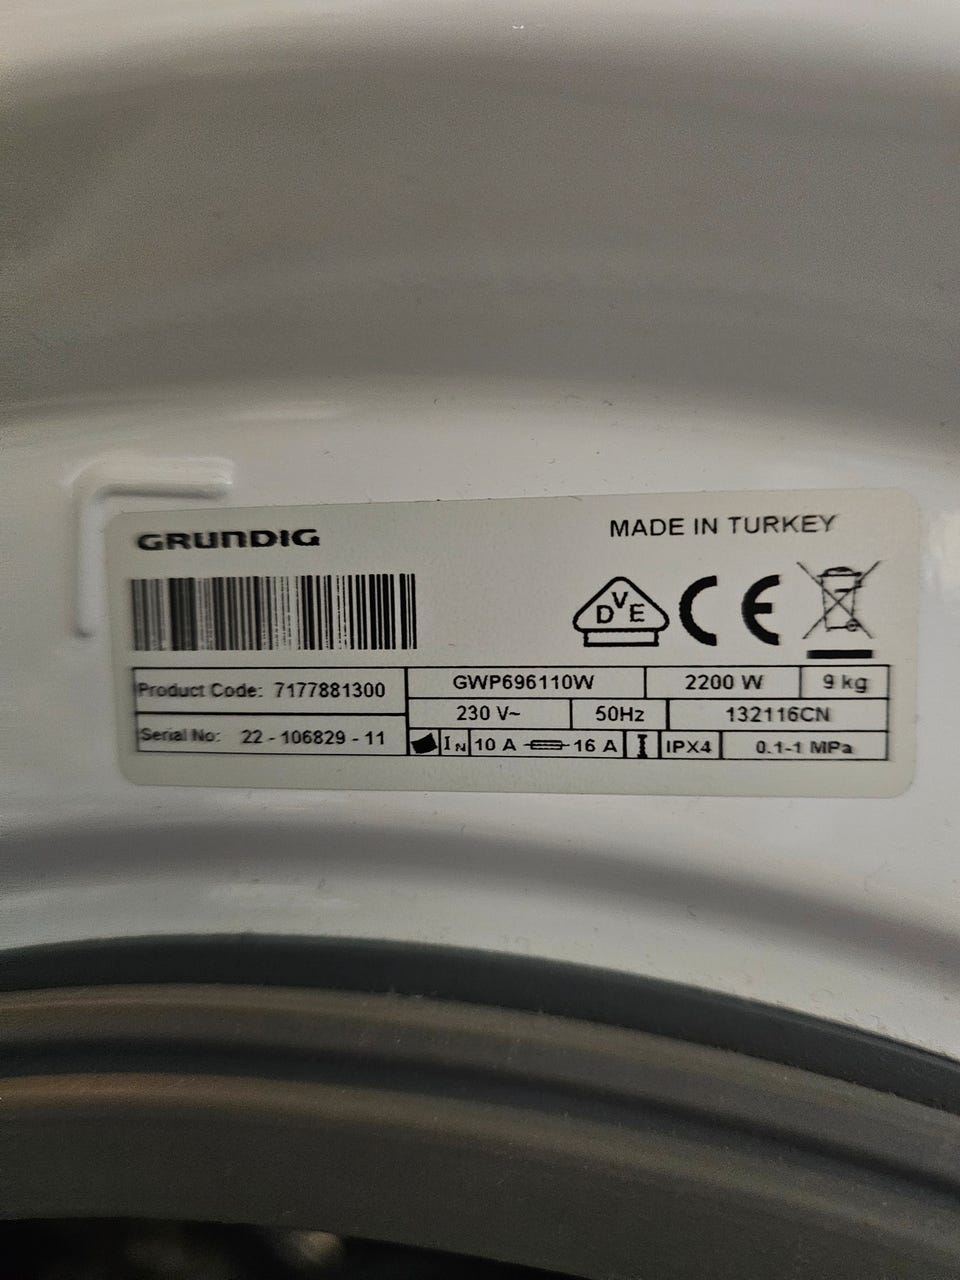 GRUNDIG
MADE IN TURKEY
DVE
CE
Product Code: 7177881300
GWP696110W 2200 W 9 kg
230 V~ 50Hz 132116CN
Serial No: 22 - 106829 - 11
IN 10 A 16 A IPX4 0.1-1 MPa